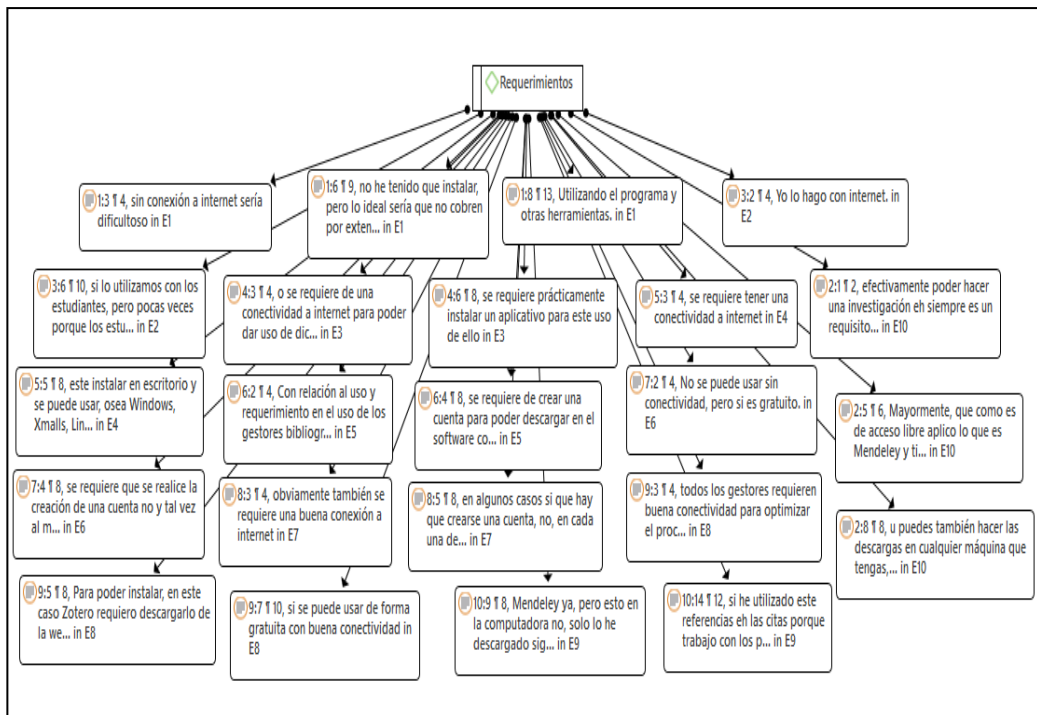 Requerimientos
1:3 ¶ 4, sin conexión a internet sería
dificultoso in E1
1:6 ¶ 9, no he tenido que instalar,
pero lo ideal sería que no cobren
por exten... in E1
1:8 ¶ 13, Utilizando el programa y
otras herramientas. in E1
3:2 ¶ 4, Yo lo hago con internet. in
E2
3:6 ¶ 10, si lo utilizamos con los
estudiantes, pero pocas veces
porque los estu... in E2
4:3 ¶ 4, o se requiere de una
conectividad a internet para poder
dar uso de dic... in E3
4:6 ¶ 8, se requiere prácticamente
instalar un aplicativo para este uso
de ello in E3
5:3 ¶ 4, se requiere tener una
conectividad a internet in E4
2:1 ¶ 2, efectivamente poder hacer
una investigación eh siempre es un
requisito... in E10
5:5 ¶ 8, este instalar en escritorio y
se puede usar, osea Windows,
Xmalls, Lin... in E4
6:2 ¶ 4, Con relación al uso y
requerimiento en el uso de los
gestores bibliogr... in E5
6:4 ¶ 8, se requiere de crear una
cuenta para poder descargar en el
software co... in E5
7:2 ¶ 4, No se puede usar sin
conectividad, pero si es gratuito. in
E6
2:5 ¶ 6, Mayormente, que como es
de acceso libre aplico lo que es
Mendeley y ti... in E10
7:4 ¶ 8, se requiere que se realice la
creación de una cuenta no y tal vez
al m... in E6
8:3 ¶ 4, obviamente también se
requiere una buena conexión a
internet in E7
8:5 ¶ 8, en algunos casos si que hay
que crearse una cuenta, no, en cada
una de... in E7
9:3 ¶ 4, todos los gestores requieren
buena conectividad para optimizar
el proc... in E8
2:8 ¶ 8, u puedes también hacer las
descargas en cualquier máquina que
tengas,... in E10
9:5 ¶ 8, Para poder instalar, en este
caso Zotero requiero descargarlo de
la we... in E8
9:7 ¶ 10, si se puede usar de forma
gratuita con buena conectividad in
E8
10:9 ¶ 8, Mendeley ya, pero esto en
la computadora no, solo lo he
descargado sig... in E9
10:14 ¶ 12, si he utilizado este
referencias eh las citas porque
trabajo con los p... in E9